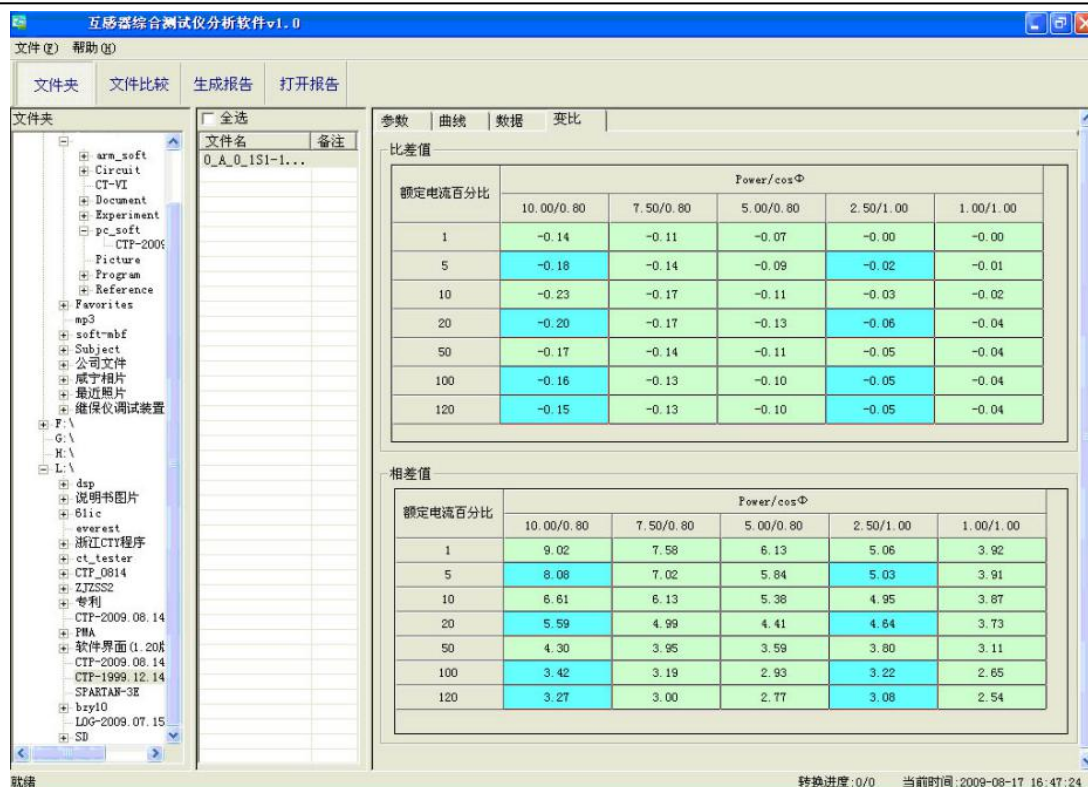 互感器综合测试仪分析软件v1.0
文件(F) 帮助(H)
文件夹 文件比较 生成报告 打开报告
文件夹
arm_soft
Circuit
CT-VI
Document
Experiment
pc_soft
CTP-2009
Picture
Program
Reference
Favorites
mp3
soft-mbf
Subject
公司文件
咸宁相片
最近照片
继保仪调试装置
F:\
G:\
H:\
L:\
dsp
说明书图片
61ic
everest
浙江CTY程序
ct_tester
CTP_0814
ZJZSS2
专利
CTP-2009.08.14
PMA
软件界面(1.20版
CTP-2009.08.14
CTP-1999.12.14
SPARTAN-3E
bzy10
LOG-2009.07.15
SD
全选
文件名 备注
0_A_0_1S1-1...
参数 曲线 数据 变比
比差值
额定电流百分比 Power/cosΦ
10.00/0.80 7.50/0.80 5.00/0.80 2.50/1.00 1.00/1.00
1 -0.14 -0.11 -0.07 -0.00 -0.00
5 -0.18 -0.14 -0.09 -0.02 -0.01
10 -0.23 -0.17 -0.11 -0.03 -0.02
20 -0.20 -0.17 -0.13 -0.06 -0.04
50 -0.17 -0.14 -0.11 -0.05 -0.04
100 -0.16 -0.13 -0.10 -0.05 -0.04
120 -0.15 -0.13 -0.10 -0.05 -0.04
相差值
额定电流百分比 Power/cosΦ
10.00/0.80 7.50/0.80 5.00/0.80 2.50/1.00 1.00/1.00
1 9.02 7.58 6.13 5.06 3.92
5 8.08 7.02 5.84 5.03 3.91
10 6.61 6.13 5.38 4.95 3.87
20 5.59 4.99 4.41 4.64 3.73
50 4.30 3.95 3.59 3.80 3.11
100 3.42 3.19 2.93 3.22 2.65
120 3.27 3.00 2.77 3.08 2.54
就绪 转换进度:0/0 当前时间:2009-08-17 16:47:24